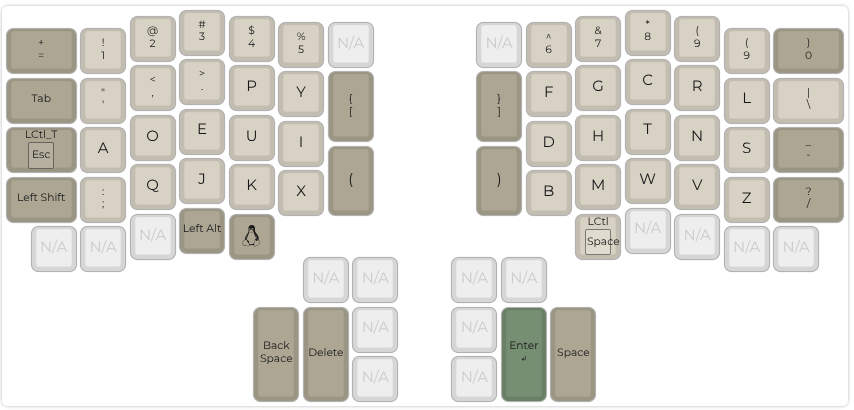 + ! @ # $ % N/A N/A ^ & * ( ( )
= 1 2 3 4 5 6 7 8 9 9 0
Tab " < > P Y { } F G C R L |
' , . [ ] \
LCtl_T
Esc A O E U I D H T N S _
-
Left Shift : Q J K X ( ) B M W V Z ?
; /
N/A N/A N/A Left Alt LCtl N/A N/A N/A N/A
Space
N/A N/A N/A N/A
Back Delete N/A N/A Enter Space
Space ↵
N/A N/A